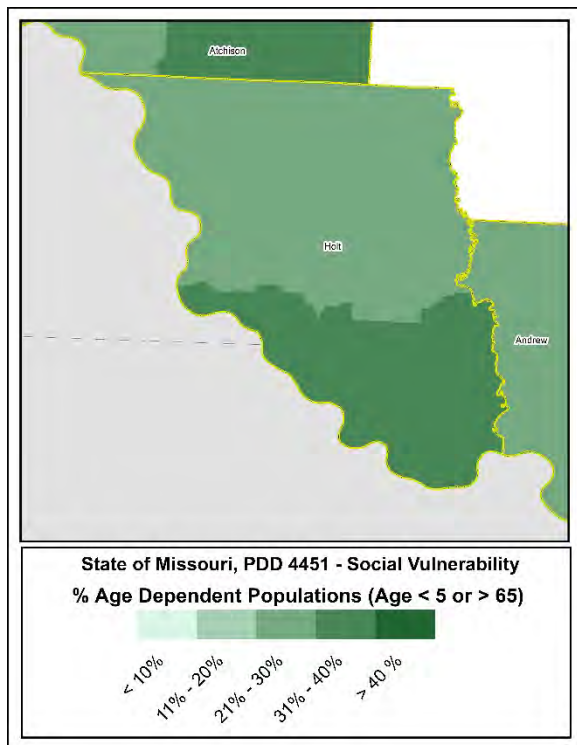 Atchison
Holt
Andrew
State of Missouri, PDD 4451 - Social Vulnerability
% Age Dependent Populations (Age < 5 or > 65)
< 10%
11% - 20%
21% - 30%
31% - 40%
> 40 %